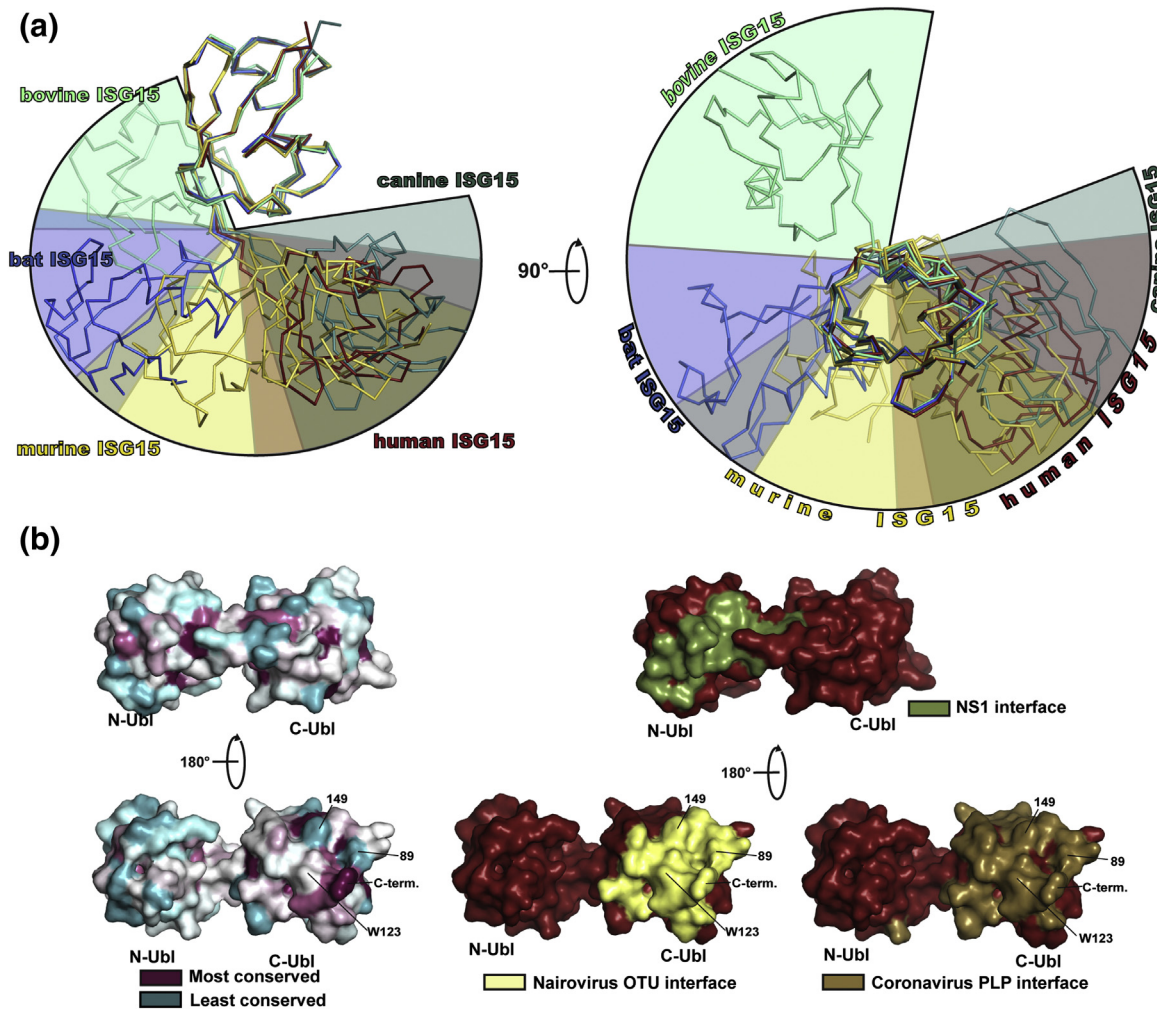 (a)
bovine ISG15
canine ISG15
bat ISG15
murine ISG15
human ISG15
90°
bovine ISG15
canine ISG15
bat ISG15
murine ISG15
human ISG15
(b)
N-Ubl
C-Ubl
180°
149
89
C-term.
W123
N-Ubl
C-Ubl
Most conserved
Least conserved
N-Ubl
C-Ubl
NS1 interface
180°
149
89
C-term.
W123
N-Ubl
C-Ubl
Nairovirus OTU interface
149
89
C-term.
W123
N-Ubl
C-Ubl
Coronavirus PLP interface